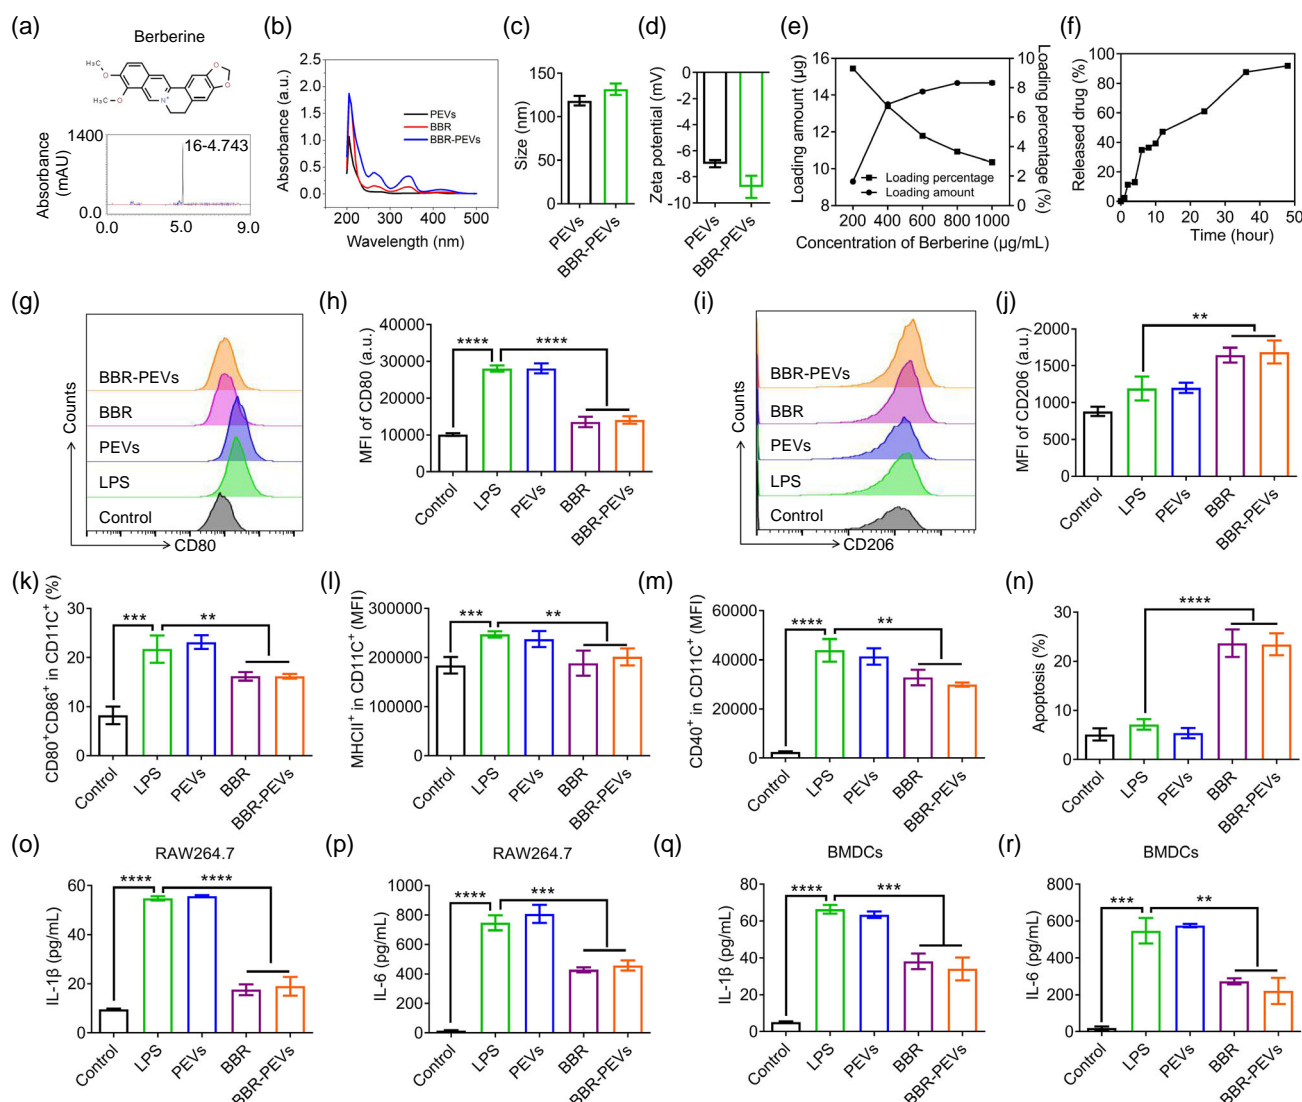 (a)
Berberine
H₃C
O
O
H₃C
O
O
N⁺
Absorbance
(mAU)
1400
0.0
16-4.743
0.0 5.0 9.0
(b)
Absorbance (a.u.)
2.5
2.0
1.5
1.0
0.5
0.0
PEVs
BBR
BBR-PEVs
200 300 400 500
Wavelength (nm)
(c)
Size (nm)
150
100
50
0
PEVs
BBR-PEVs
(d)
Zeta potential (mV)
0
-2
-4
-6
-8
-10
PEVs
BBR-PEVs
(e)
Loading amount (µg)
16
14
12
10
8
Loading percentage
Loading amount
10
8
6
4
2
0
Loading percentage (%)
200 400 600 800 1000
Concentration of Berberine (µg/mL)
(f)
Released drug (%)
100
80
60
40
20
0
0 10 20 30 40 50
Time (hour)
(g)
Counts
BBR-PEVs
BBR
PEVs
LPS
Control
CD80
(h)
MFI of CD80 (a.u.)
40000
30000
20000
10000
0
**** ****
Control LPS PEVs BBR BBR-PEVs
(i)
Counts
BBR-PEVs
BBR
PEVs
LPS
Control
CD206
(j)
MFI of CD206 (a.u.)
2000
1500
1000
500
0
**
Control LPS PEVs BBR BBR-PEVs
(k)
CD80⁺CD86⁺ in CD11C⁺ (%)
30
20
10
0
*** **
Control LPS PEVs BBR BBR-PEVs
(l)
MHCII⁺ in CD11C⁺ (MFI)
300000
200000
100000
0
*** **
Control LPS PEVs BBR BBR-PEVs
(m)
CD40⁺ in CD11C⁺ (MFI)
60000
40000
20000
0
**** **
Control LPS PEVs BBR BBR-PEVs
(n)
Apoptosis (%)
30
20
10
0
****
Control LPS PEVs BBR BBR-PEVs
(o)
RAW264.7
IL-1β (pg/mL)
60
40
20
0
**** ****
Control LPS PEVs BBR BBR-PEVs
(p)
RAW264.7
IL-6 (pg/mL)
1000
800
600
400
200
0
**** ***
Control LPS PEVs BBR BBR-PEVs
(q)
BMDCs
IL-1β (pg/mL)
80
60
40
20
0
**** ***
Control LPS PEVs BBR BBR-PEVs
(r)
BMDCs
IL-6 (pg/mL)
800
600
400
200
0
*** **
Control LPS PEVs BBR BBR-PEVs